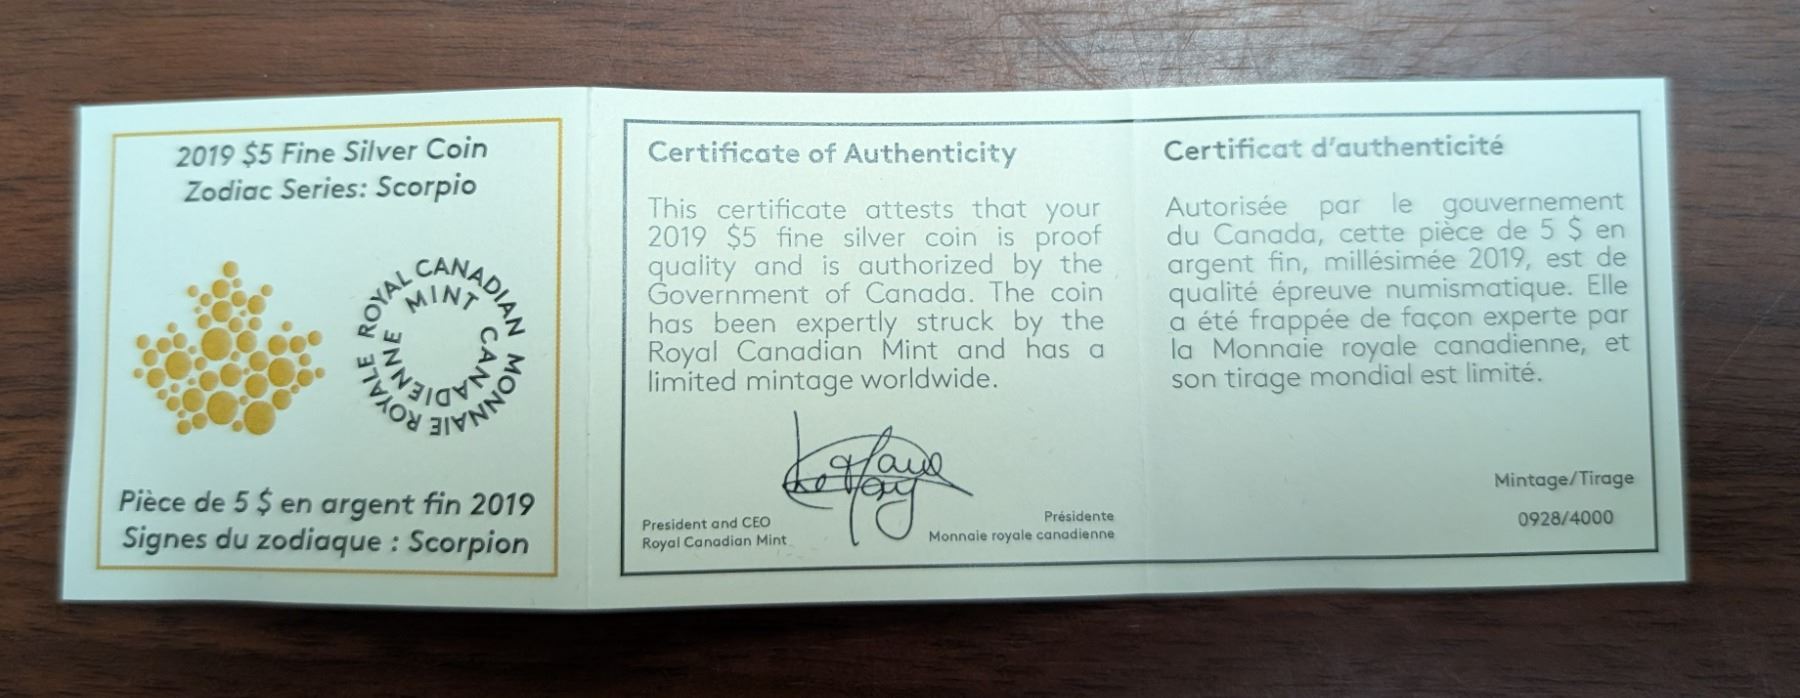 2019 $5 Fine Silver Coin
Zodiac Series: Scorpio
ROYAL CANADIAN MINT
MONNAIE ROYALE CANADIENNE
Pièce de 5 $ en argent fin 2019
Signes du zodiaque : Scorpion
Certificate of Authenticity
This certificate attests that your
2019 $5 fine silver coin is proof
quality and is authorized by the
Government of Canada. The coin
has been expertly struck by the
Royal Canadian Mint and has a
limited mintage worldwide.
President and CEO
Royal Canadian Mint
Présidente
Monnaie royale canadienne
Certificat d'authenticité
Autorisée par le gouvernement
du Canada, cette pièce de 5 $ en
argent fin, millésimée 2019, est de
qualité épreuve numismatique. Elle
a été frappée de façon experte par
la Monnaie royale canadienne, et
son tirage mondial est limité.
Mintage/Tirage
0928/4000